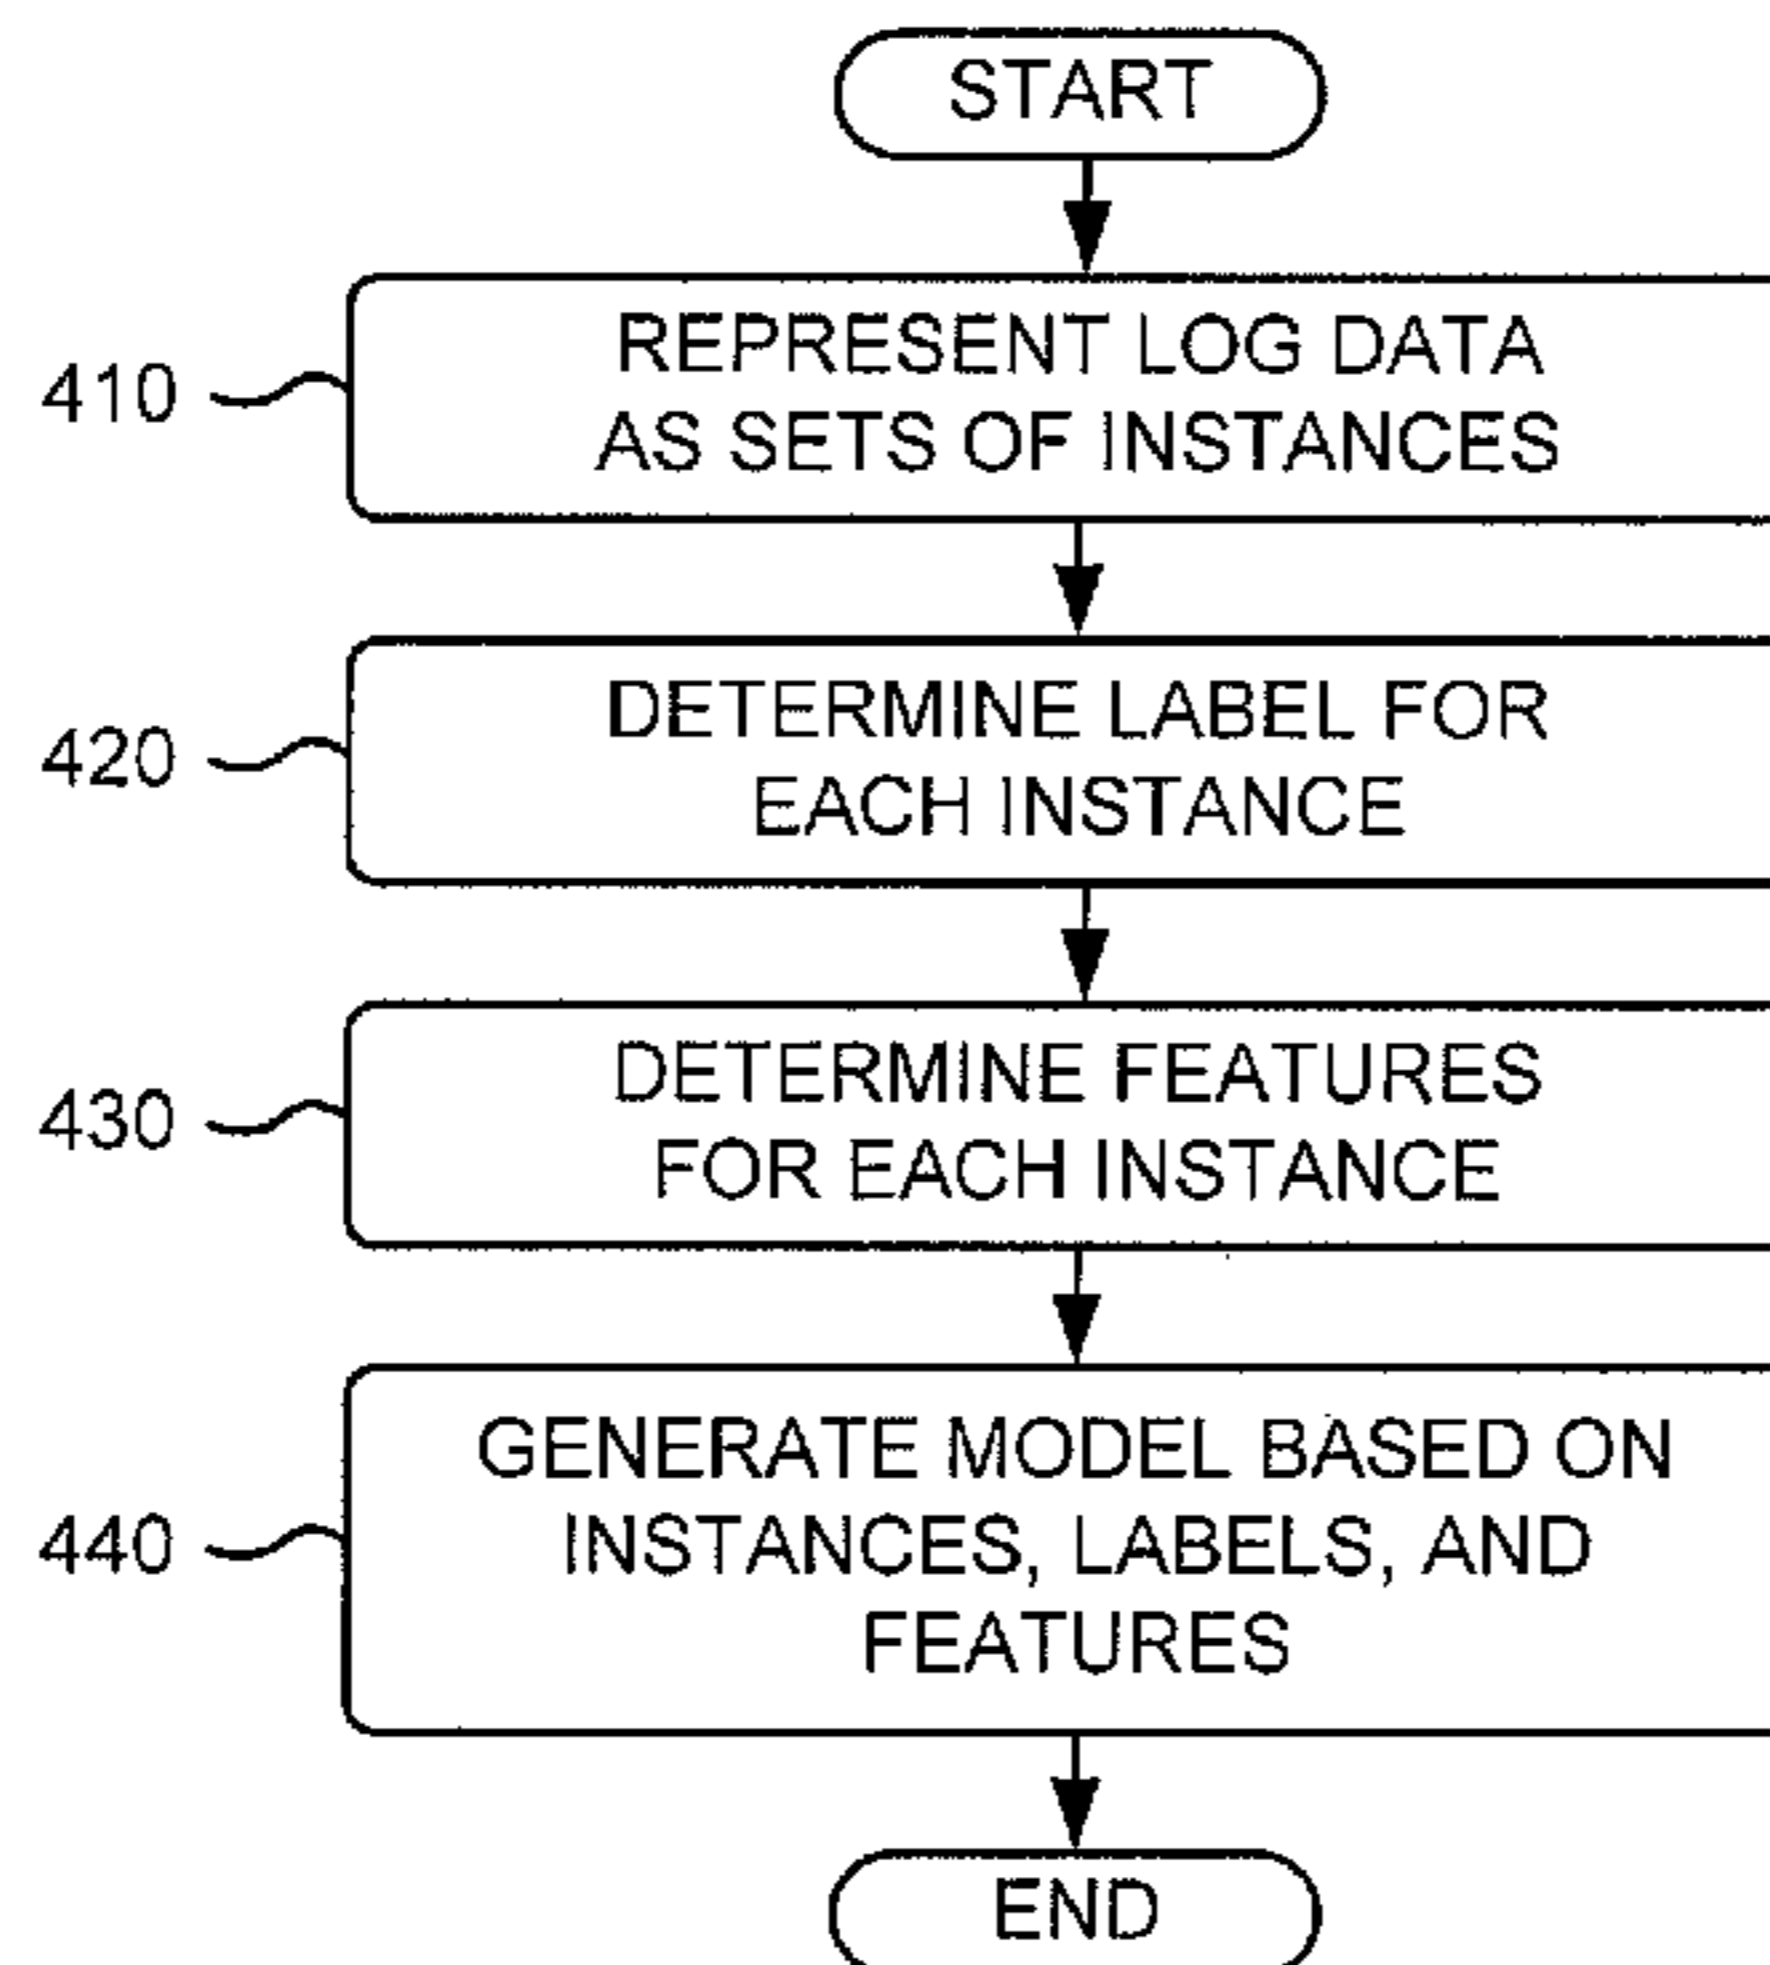 START
410
REPRESENT LOG DATA
AS SETS OF INSTANCES
420
DETERMINE LABEL FOR
EACH INSTANCE
430
DETERMINE FEATURES
FOR EACH INSTANCE
440
GENERATE MODEL BASED ON
INSTANCES, LABELS, AND
FEATURES
END